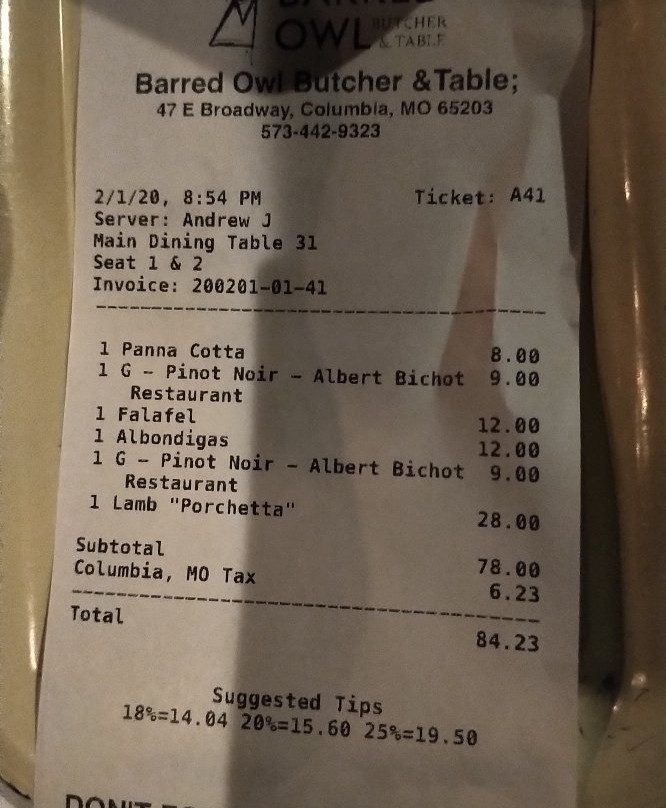 OWL BUTCHER & TABLE
Barred Owl Butcher &Table;
47 E Broadway, Columbia, MO 65203
573-442-9323
2/1/20, 8:54 PM Ticket: A41
Server: Andrew J
Main Dining Table 31
Seat 1 & 2
Invoice: 200201-01-41
1 Panna Cotta 8.00
1 G - Pinot Noir - Albert Bichot 9.00
Restaurant
1 Falafel 12.00
1 Albondigas 12.00
1 G - Pinot Noir - Albert Bichot 9.00
Restaurant
1 Lamb "Porchetta" 28.00
Subtotal 78.00
Columbia, MO Tax 6.23
Total 84.23
Suggested Tips
18%=14.04 20%=15.60 25%=19.50